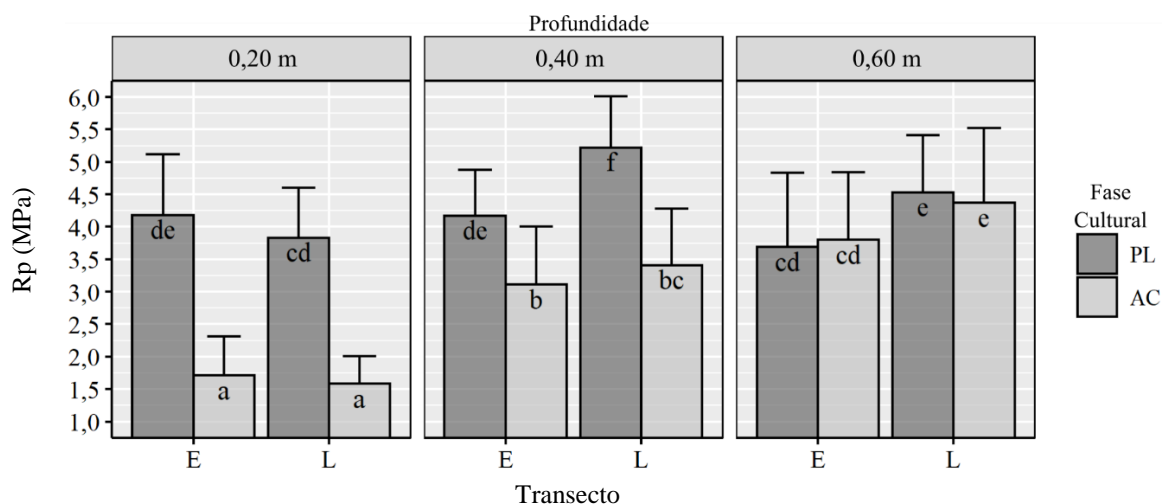 Profundidade
0,20 m
0,40 m
0,60 m
Rp (MPa)
6,0
5,5
5,0
4,5
4,0
3,5
3,0
2,5
2,0
1,5
1,0
de
a
cd
a
de
b
f
bc
cd
cd
e
e
E
L
E
L
E
L
Transecto
Fase
Cultural
PL
AC